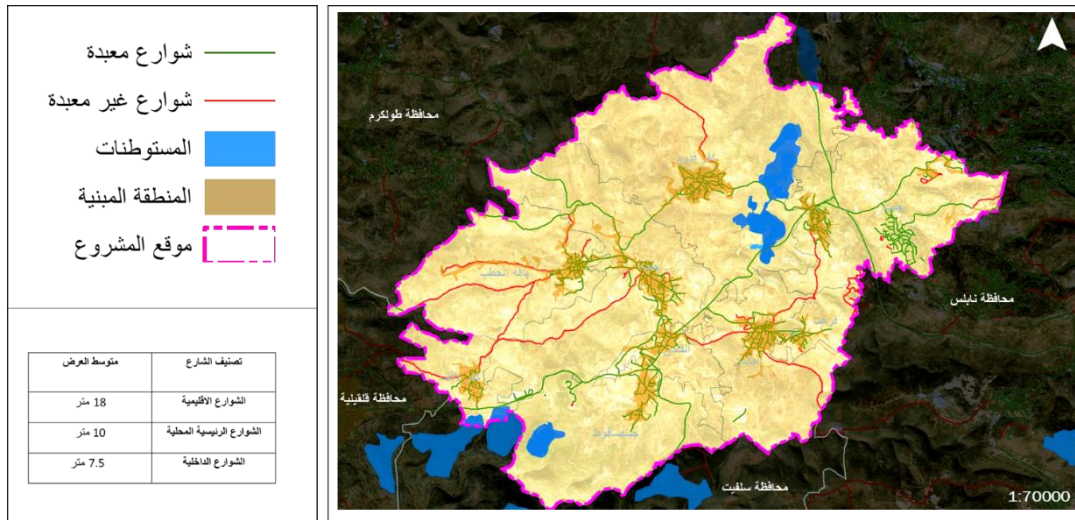 شوارع معبدة
شوارع غير معبدة
المستوطنات
المنطقة المبنية
موقع المشروع
تصنيف الشارع متوسط العرض
الشوارع الاقليمية 18 متر
الشوارع الرئيسية المحلية 10 متر
الشوارع الداخلية 7.5 متر
محافظة طولكرم
باقة الحطب
محافظة نابلس
محافظة قلقيلية
محافظة سلفيت
1:70000